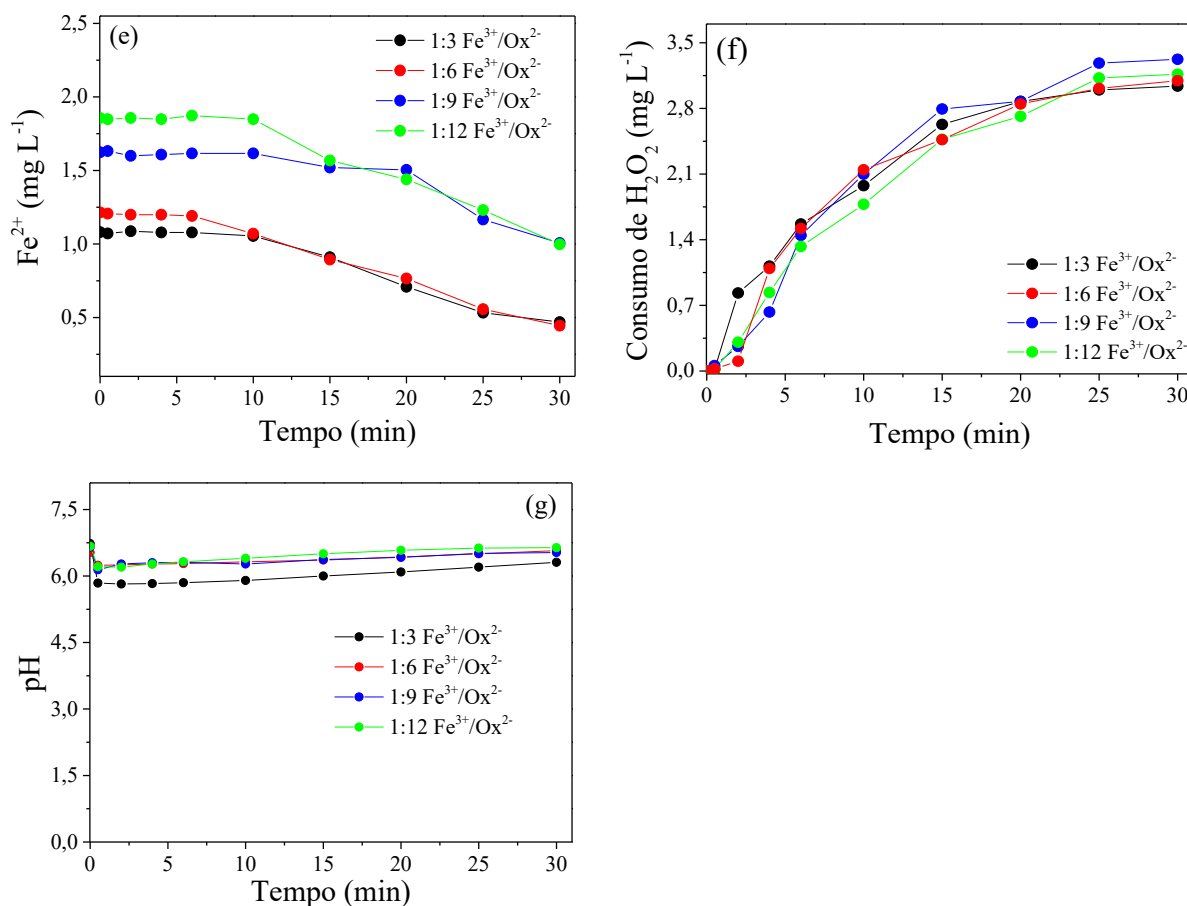 (e)
2,5
2,0
1,5
1,0
0,5
Fe²⁺ (mg L⁻¹)
1:3 Fe³⁺/Ox²⁻
1:6 Fe³⁺/Ox²⁻
1:9 Fe³⁺/Ox²⁻
1:12 Fe³⁺/Ox²⁻
0 5 10 15 20 25 30
Tempo (min)
(f)
3,5
2,8
2,1
1,4
0,7
0,0
Consumo de H₂O₂ (mg L⁻¹)
1:3 Fe³⁺/Ox²⁻
1:6 Fe³⁺/Ox²⁻
1:9 Fe³⁺/Ox²⁻
1:12 Fe³⁺/Ox²⁻
0 5 10 15 20 25 30
Tempo (min)
(g)
7,5
6,0
4,5
3,0
1,5
0,0
pH
1:3 Fe³⁺/Ox²⁻
1:6 Fe³⁺/Ox²⁻
1:9 Fe³⁺/Ox²⁻
1:12 Fe³⁺/Ox²⁻
0 5 10 15 20 25 30
Tempo (min)